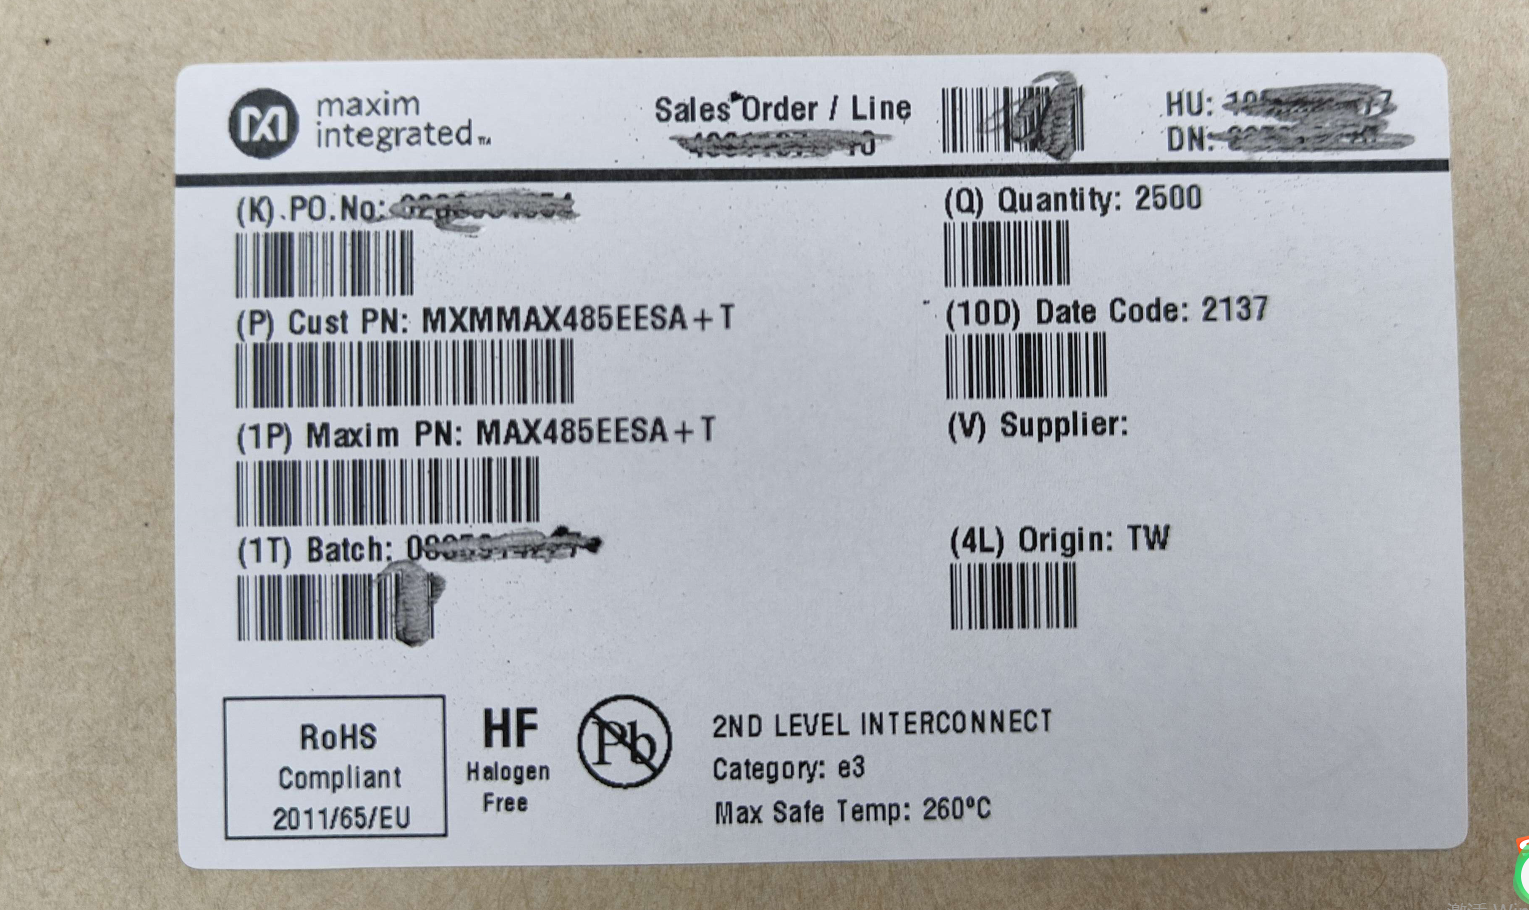 maxim
integrated™
Sales Order / Line
HU:
DN:
(K).PO.No:
(Q) Quantity: 2500
(P) Cust PN: MXMMAX485EESA+T
(10D) Date Code: 2137
(1P) Maxim PN: MAX485EESA+T
(V) Supplier:
(1T) Batch:
(4L) Origin: TW
RoHS
Compliant
2011/65/EU
HF
Halogen
Free
Pb
2ND LEVEL INTERCONNECT
Category: e3
Max Safe Temp: 260ºC